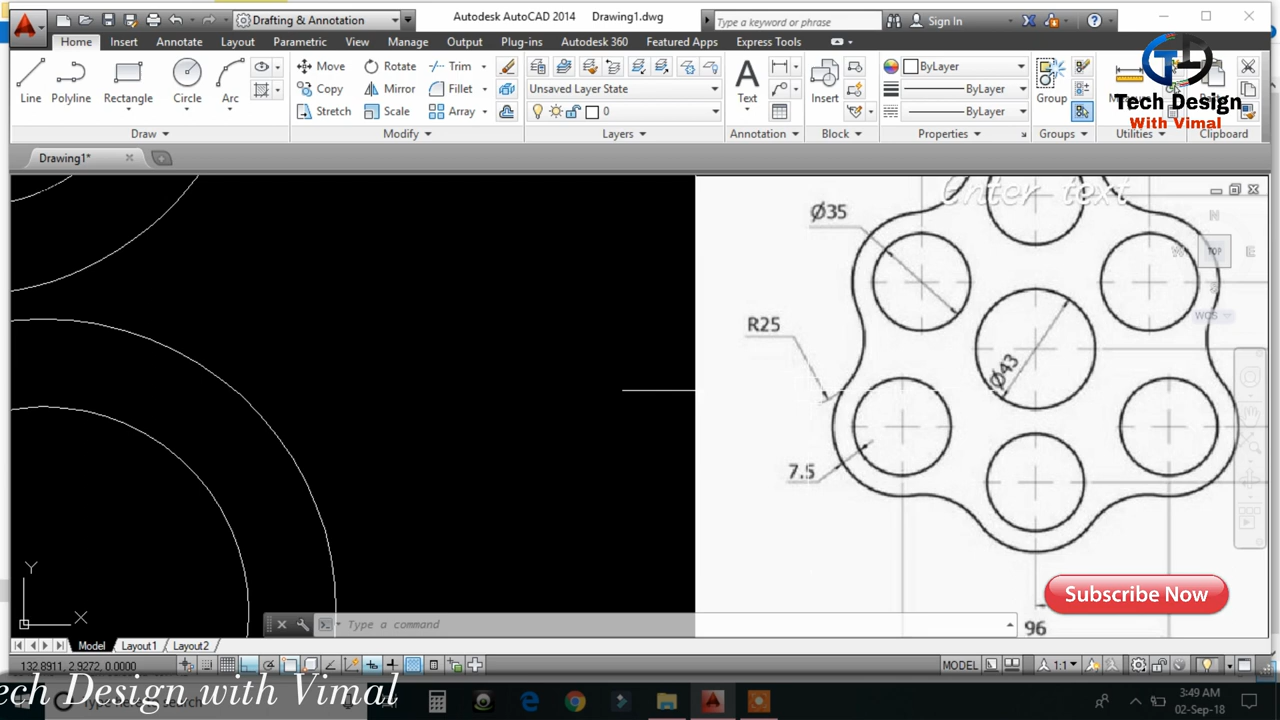 Drafting & Annotation
Autodesk AutoCAD 2014 Drawing1.dwg
Type a keyword or phrase
Sign In
Home Insert Annotate Layout Parametric View Manage Output Plug-ins Autodesk 360 Featured Apps Express Tools
Line Polyline Rectangle Circle Arc
Move Rotate Trim
Copy Mirror Fillet
Stretch Scale Array
Unsaved Layer State
0
Text
Insert
ByLayer
ByLayer
ByLayer
Group
Tech Design
With Vimal
Draw Modify Layers Annotation Block Properties Groups Utilities Clipboard
Drawing1*
Enter text
Ø35
N
W TOP E
WCS
R25
Ø43
7.5
Subscribe Now
96
Y
X
Type a command
Model Layout1 Layout2
132.8911, 2.9272, 0.0000
MODEL 1:1
Tech Design with Vimal
3:49 AM
02-Sep-18